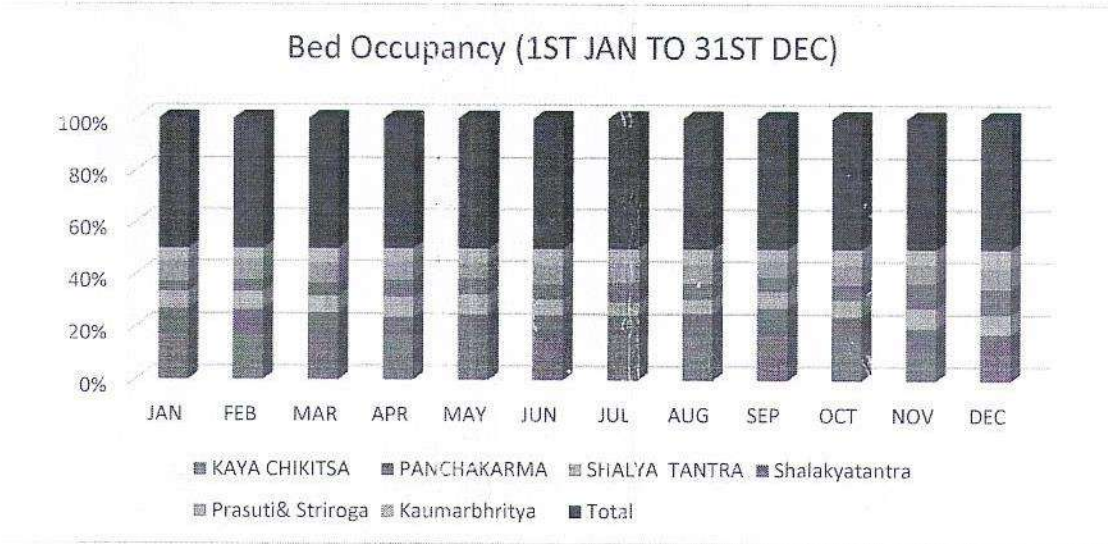 Bed Occupancy (1ST JAN TO 31ST DEC)
100%
80%
60%
40%
20%
0%
JAN FEB MAR APR MAY JUN JUL AUG SEP OCT NOV DEC
KAYA CHIKITSA PANCHAKARMA SHALYA TANTRA Shalakyatantra
Prasuti& Striroga Kaumarbhritya Total